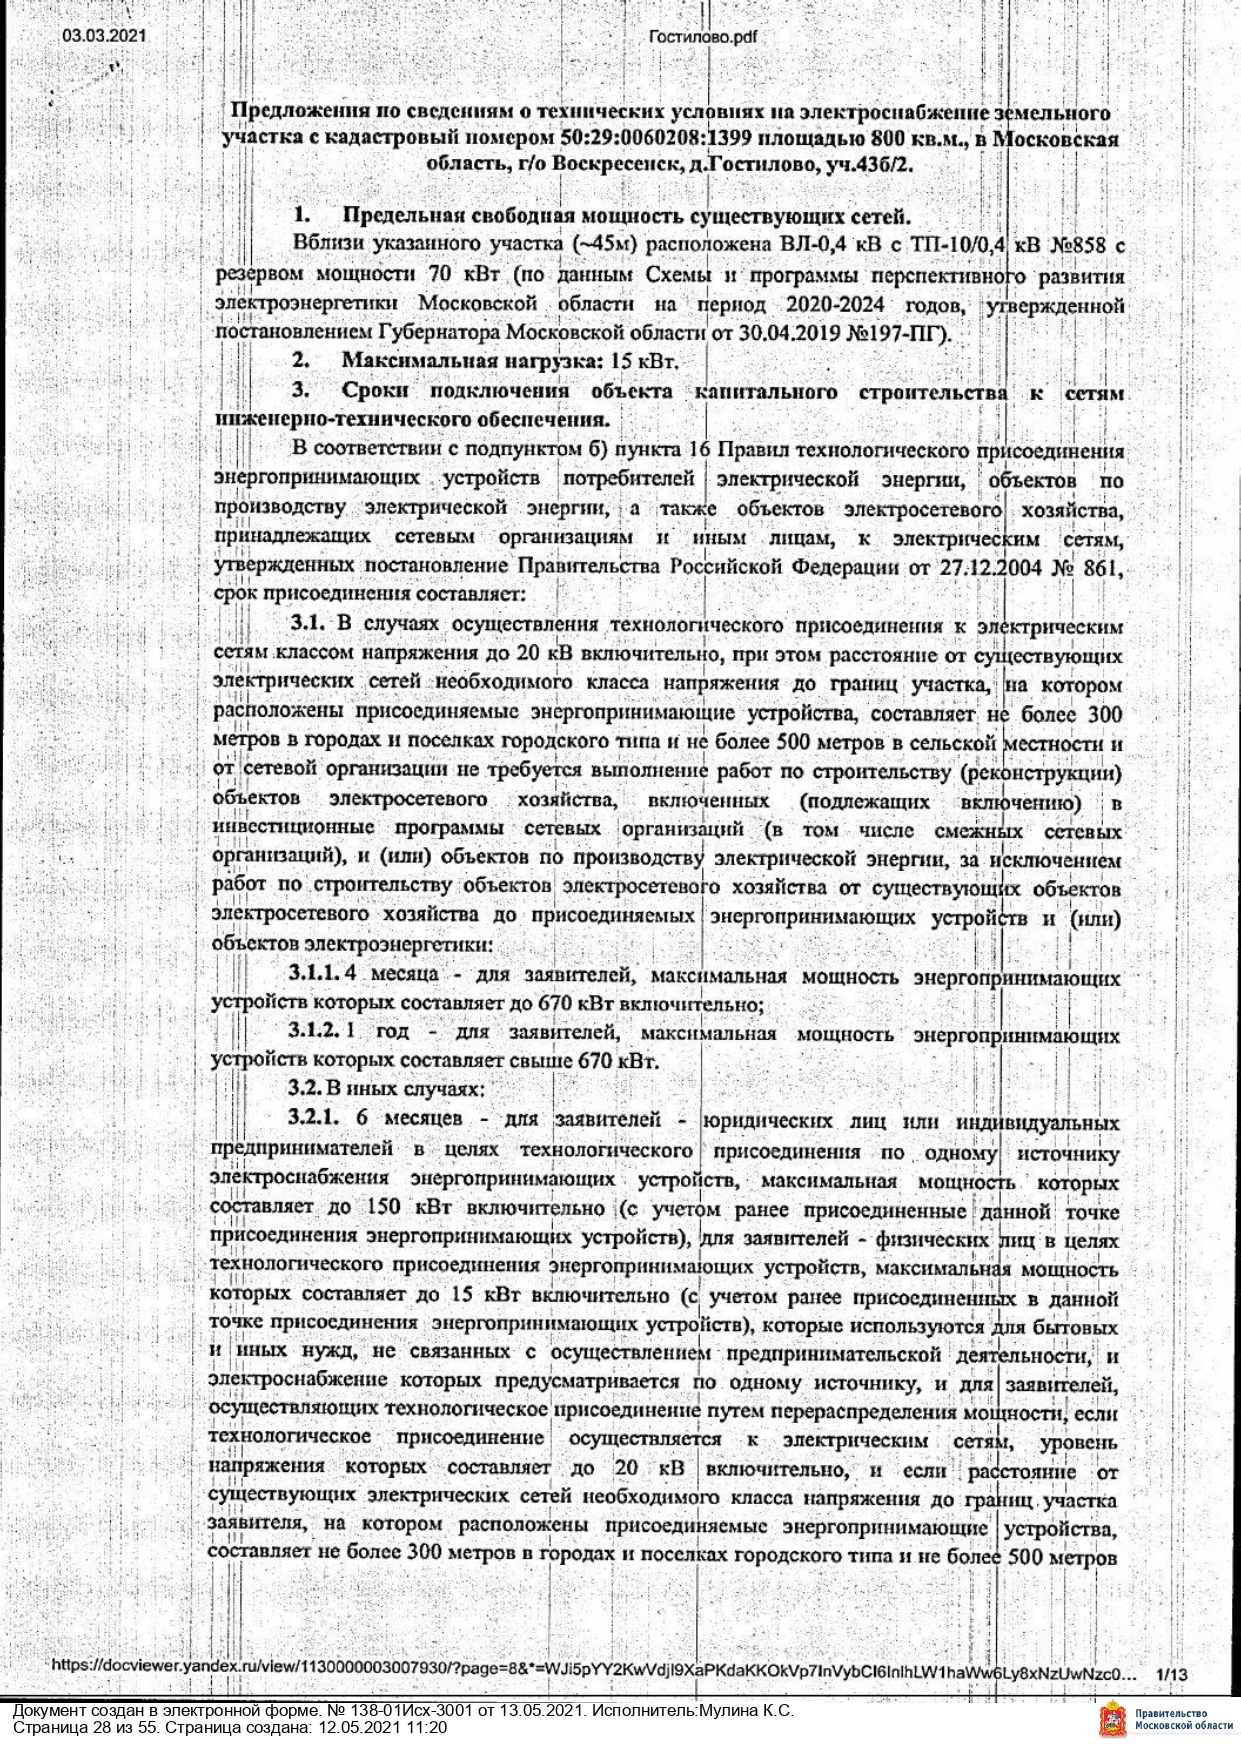 03.03.2021
Гостилово.pdf
Предложения по сведениям о технических условиях на электроснабжение земельного
участка с кадастровый номером 50:29:0060208:1399 площадью 800 кв.м., в Московская
область, г/о Воскресенск, д.Гостилово, уч.43б/2.
1. Предельная свободная мощность существующих сетей.
Вблизи указанного участка (~45м) расположена ВЛ-0,4 кВ с ТП-10/0,4 кВ №858 с
резервом мощности 70 кВт (по данным Схемы и программы перспективного развития
электроэнергетики Московской области на период 2020-2024 годов, утвержденной
постановлением Губернатора Московской области от 30.04.2019 №197-ПГ).
2. Максимальная нагрузка: 15 кВт.
3. Сроки подключения объекта капитального строительства к сетям
инженерно-технического обеспечения.
В соответствии с подпунктом б) пункта 16 Правил технологического присоединения
энергопринимающих устройств потребителей электрической энергии, объектов по
производству электрической энергии, а также объектов электросетевого хозяйства,
принадлежащих сетевым организациям и иным лицам, к электрическим сетям,
утвержденных постановление Правительства Российской Федерации от 27.12.2004 № 861,
срок присоединения составляет:
3.1. В случаях осуществления технологического присоединения к электрическим
сетям классом напряжения до 20 кВ включительно, при этом расстояние от существующих
электрических сетей необходимого класса напряжения до границ участка, на котором
расположены присоединяемые энергопринимающие устройства, составляет не более 300
метров в городах и поселках городского типа и не более 500 метров в сельской местности и
от сетевой организации не требуется выполнение работ по строительству (реконструкции)
объектов электросетевого хозяйства, включенных (подлежащих включению) в
инвестиционные программы сетевых организаций (в том числе смежных сетевых
организаций), и (или) объектов по производству электрической энергии, за исключением
работ по строительству объектов электросетевого хозяйства от существующих объектов
электросетевого хозяйства до присоединяемых энергопринимающих устройств и (или)
объектов электроэнергетики:
3.1.1. 4 месяца - для заявителей, максимальная мощность энергопринимающих
устройств которых составляет до 670 кВт включительно;
3.1.2. 1 год - для заявителей, максимальная мощность энергопринимающих
устройств которых составляет свыше 670 кВт.
3.2. В иных случаях:
3.2.1. 6 месяцев - для заявителей - юридических лиц или индивидуальных
предпринимателей в целях технологического присоединения по одному источнику
электроснабжения энергопринимающих устройств, максимальная мощность которых
составляет до 150 кВт включительно (с учетом ранее присоединенные данной точке
присоединения энергопринимающих устройств), для заявителей - физических лиц в целях
технологического присоединения энергопринимающих устройств, максимальная мощность
которых составляет до 15 кВт включительно (с учетом ранее присоединенных в данной
точке присоединения энергопринимающих устройств), которые используются для бытовых
и иных нужд, не связанных с осуществлением предпринимательской деятельности, и
электроснабжение которых предусматривается по одному источнику, и для заявителей,
осуществляющих технологическое присоединение путем перераспределения мощности, если
технологическое присоединение осуществляется к электрическим сетям, уровень
напряжения которых составляет до 20 кВ включительно, и если расстояние от
существующих электрических сетей необходимого класса напряжения до границ участка
заявителя, на котором расположены присоединяемые энергопринимающие устройства,
составляет не более 300 метров в городах и поселках городского типа и не более 500 метров
https://docviewer.yandex.ru/view/1130000003007930/?page=8&*=WJi5pYY2KwVdjI9XaPKdaKKOkVp7InVybCI6InlhLW1haWw6Ly8xNzUwNzc0... 1/13
Документ создан в электронной форме. № 138-01Исх-3001 от 13.05.2021. Исполнитель:Мулина К.С.
Страница 28 из 55. Страница создана: 12.05.2021 11:20
Правительство
Московской области